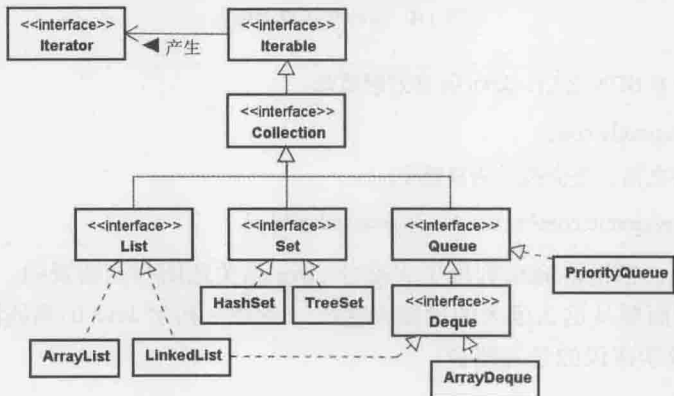 <<interface>>
Iterator
产生
<<interface>>
Iterable
<<interface>>
Collection
<<interface>>
List
<<interface>>
Set
<<interface>>
Queue
PriorityQueue
HashSet
TreeSet
<<interface>>
Deque
ArrayList
LinkedList
ArrayDeque